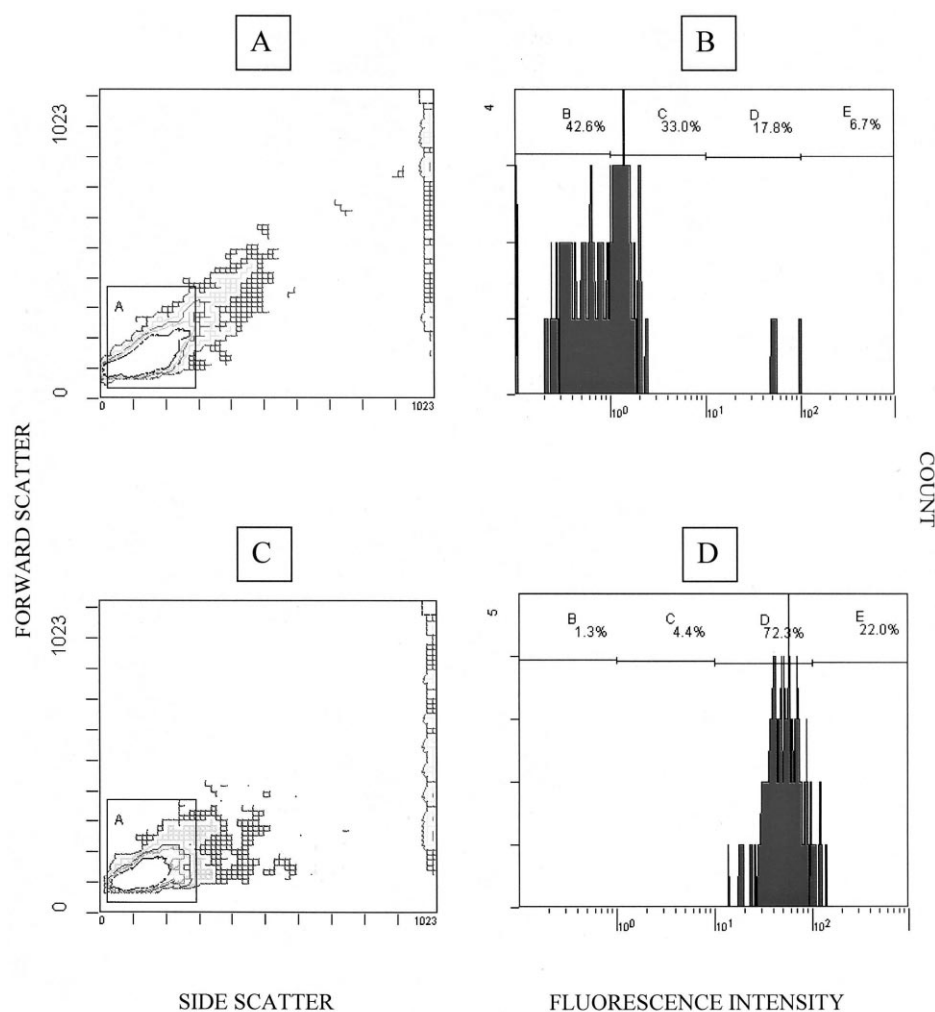 A
B
1023
0
A
0
1023
4
B
42.6%
C
33.0%
D
17.8%
E
6.7%
10⁰
10¹
10²
FORWARD SCATTER
COUNT
C
D
1023
0
A
0
1023
5
B
1.3%
C
4.4%
D
72.3%
E
22.0%
10⁰
10¹
10²
SIDE SCATTER
FLUORESCENCE INTENSITY